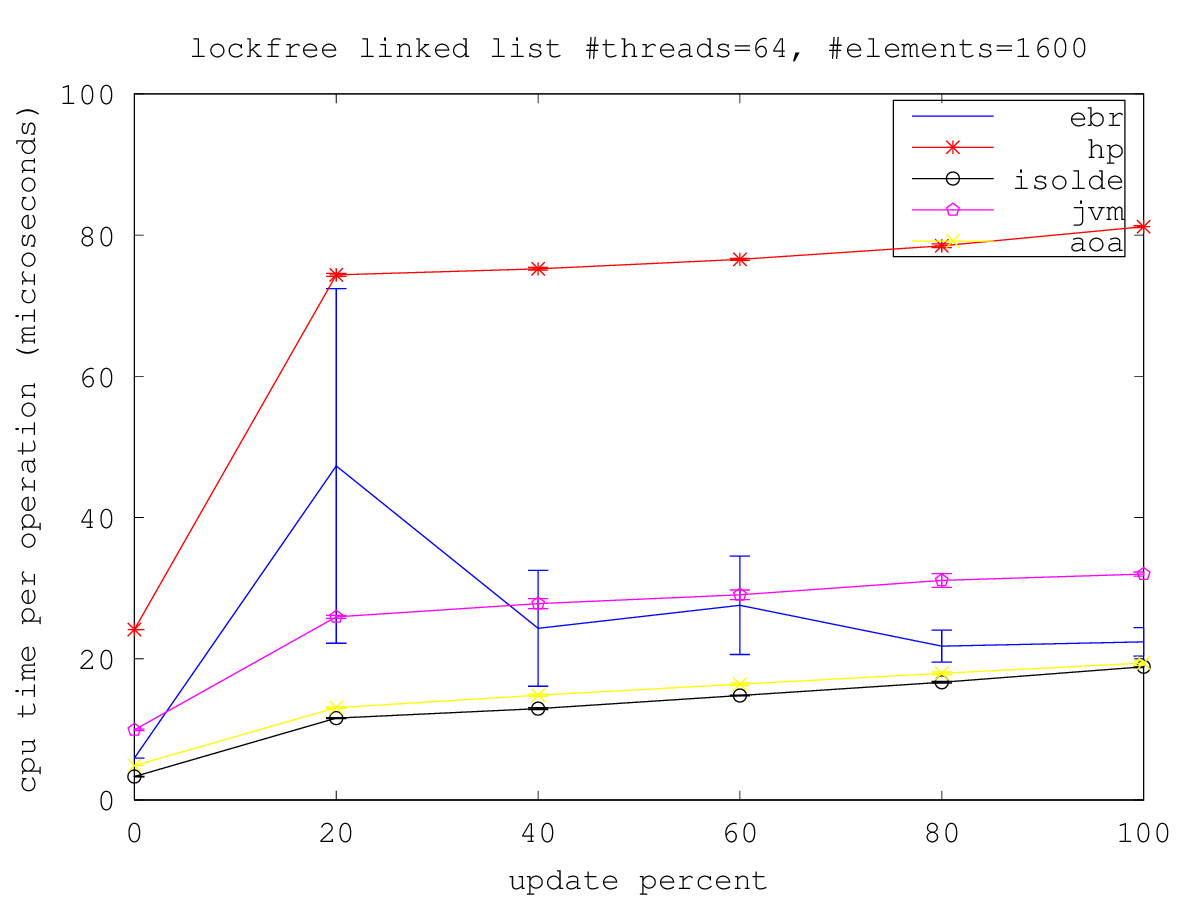 lockfree linked list #threads=64, #elements=1600
100
80
60
40
20
0
cpu time per operation (microseconds)
ebr
hp
isolde
jvm
aoa
0 20 40 60 80 100
update percent